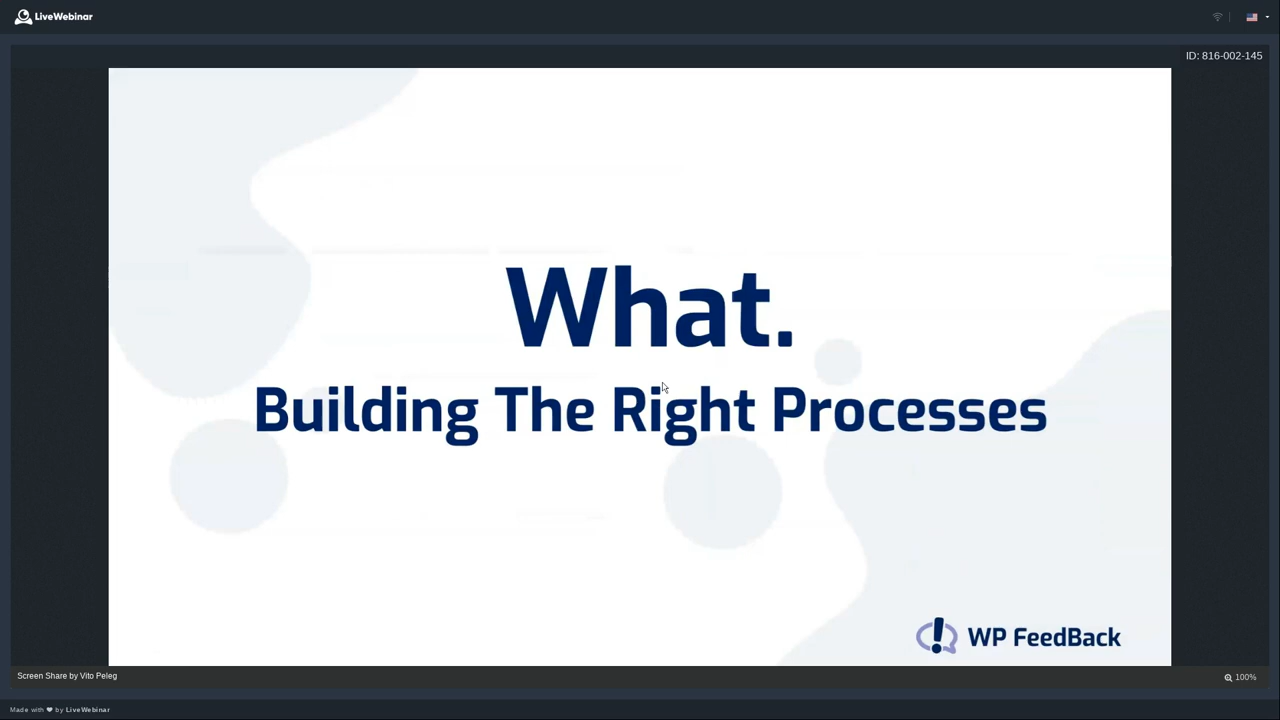 LiveWebinar
ID: 816-002-145
What.
Building The Right Processes
WP FeedBack
Screen Share by Vito Peleg
100%
Made with ❤ by LiveWebinar